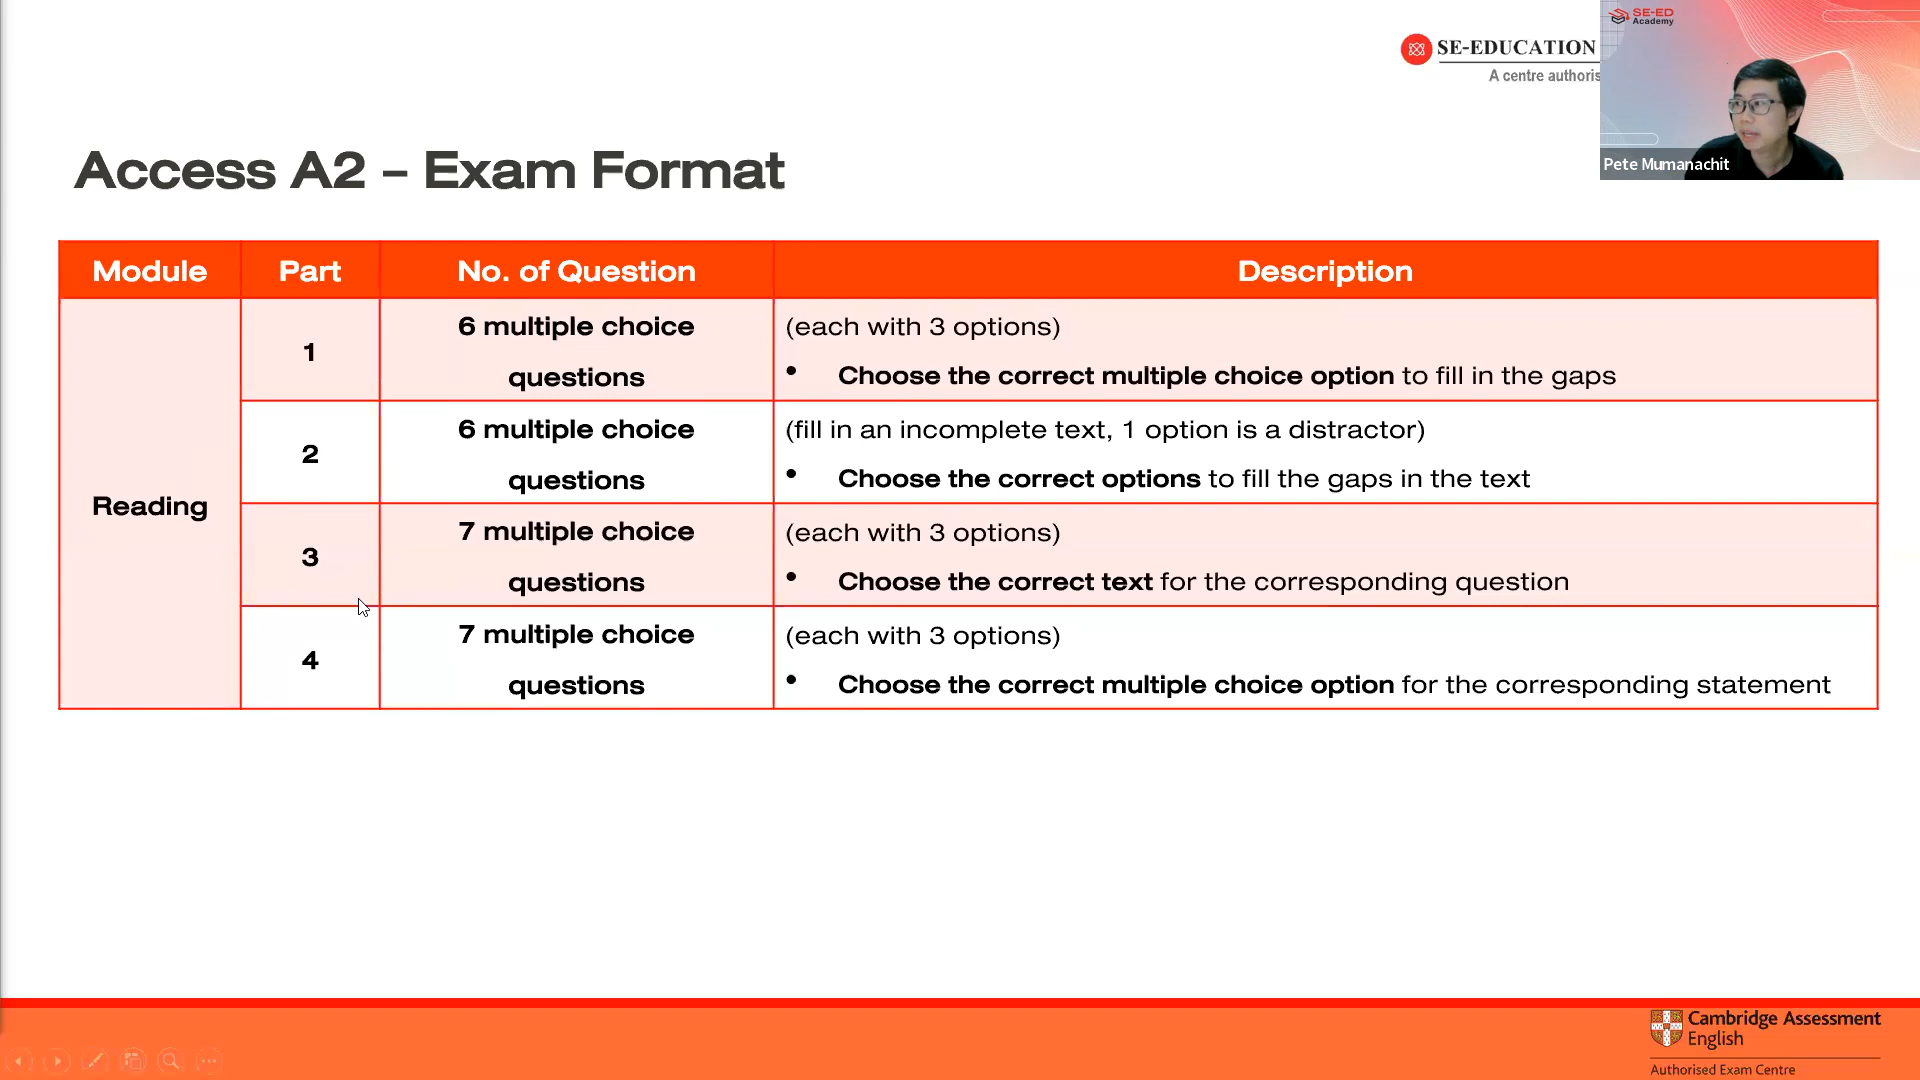 SE-EDUCATION
A centre authoris
SE-ED
Academy
Pete Mumanachit
Access A2 – Exam Format
Module Part No. of Question Description
Reading
1
6 multiple choice
questions
(each with 3 options)
• Choose the correct multiple choice option to fill in the gaps
2
6 multiple choice
questions
(fill in an incomplete text, 1 option is a distractor)
• Choose the correct options to fill the gaps in the text
3
7 multiple choice
questions
(each with 3 options)
• Choose the correct text for the corresponding question
4
7 multiple choice
questions
(each with 3 options)
• Choose the correct multiple choice option for the corresponding statement
Cambridge Assessment
English
Authorised Exam Centre